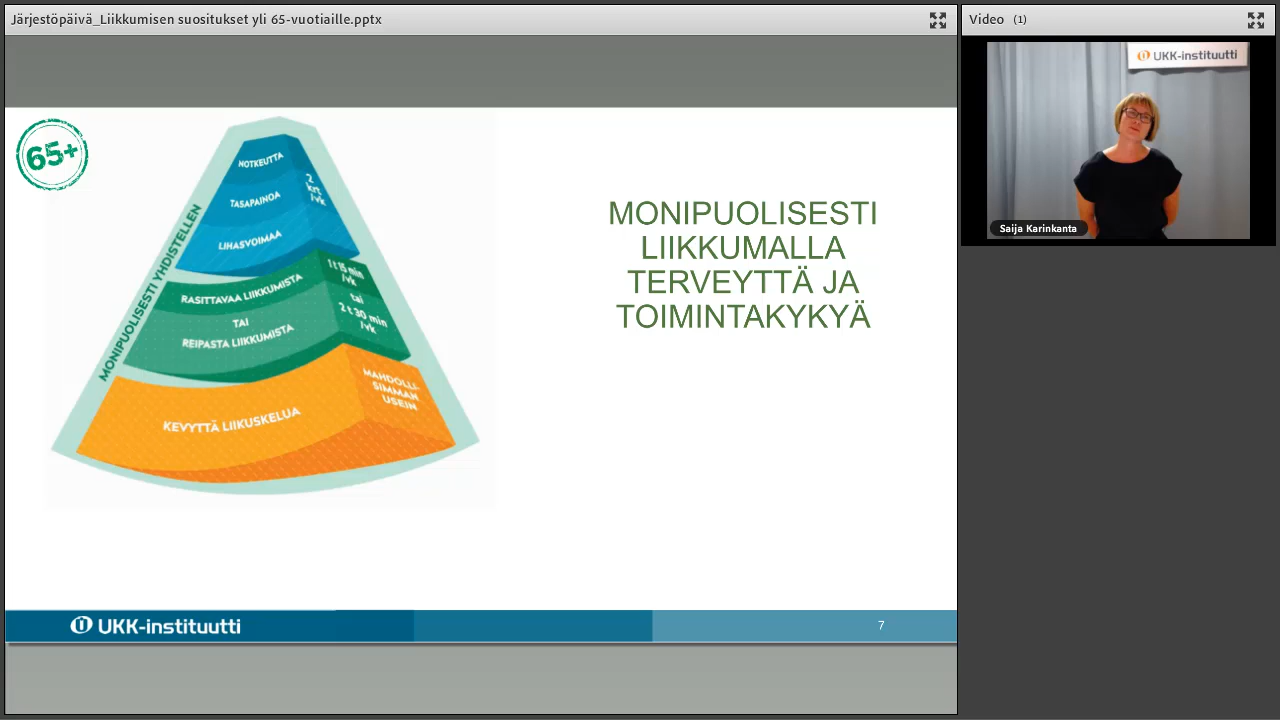 Järjestöpäivä_Liikkumisen suositukset yli 65-vuotiaille.pptx
Video (1)
UKK-instituutti
Saija Karinkanta
65+
MONIPUOLISESTI YHDISTELLEN
NOTKEUTTA
TASAPAINOA
LIHASVOIMAA
2
krt
/vk
RASITTAVAA LIIKKUMISTA
TAI
REIPASTA LIIKKUMISTA
1 t 15 min
/vk
tai
2 t 30 min
/vk
KEVYTTÄ LIIKUSKELUA
MAHDOLLI-
SIMMAN
USEIN
MONIPUOLISESTI
LIIKKUMALLA
TERVEYTTÄ JA
TOIMINTAKYKYÄ
UKK-instituutti
7